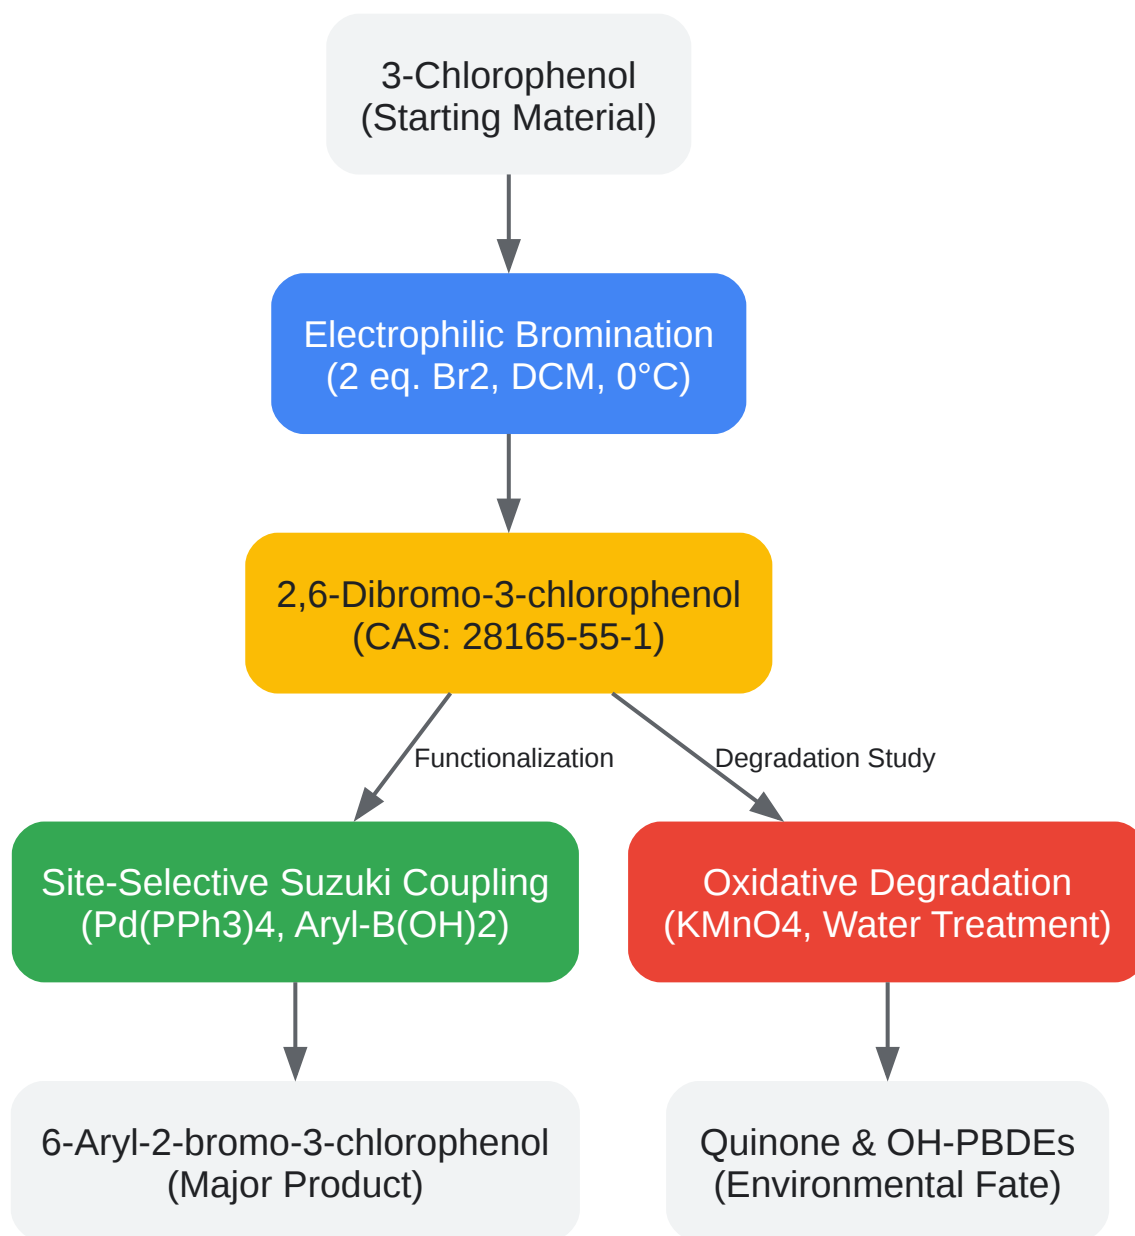 3-Chlorophenol
(Starting Material)
Electrophilic Bromination
(2 eq. Br2, DCM, 0°C)
2,6-Dibromo-3-chlorophenol
(CAS: 28165-55-1)
Functionalization
Degradation Study
Site-Selective Suzuki Coupling
(Pd(PPh3)4, Aryl-B(OH)2)
Oxidative Degradation
(KMnO4, Water Treatment)
6-Aryl-2-bromo-3-chlorophenol
(Major Product)
Quinone & OH-PBDEs
(Environmental Fate)